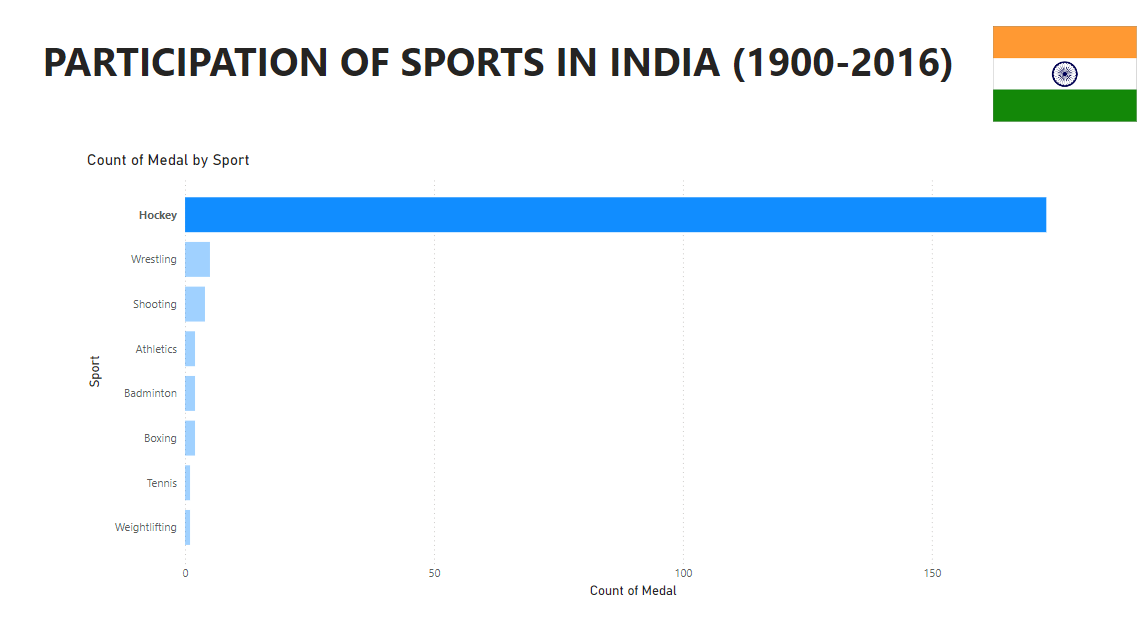 PARTICIPATION OF SPORTS IN INDIA (1900-2016)
Count of Medal by Sport
Sport
Hockey
Wrestling
Shooting
Athletics
Badminton
Boxing
Tennis
Weightlifting
0 50 100 150
Count of Medal